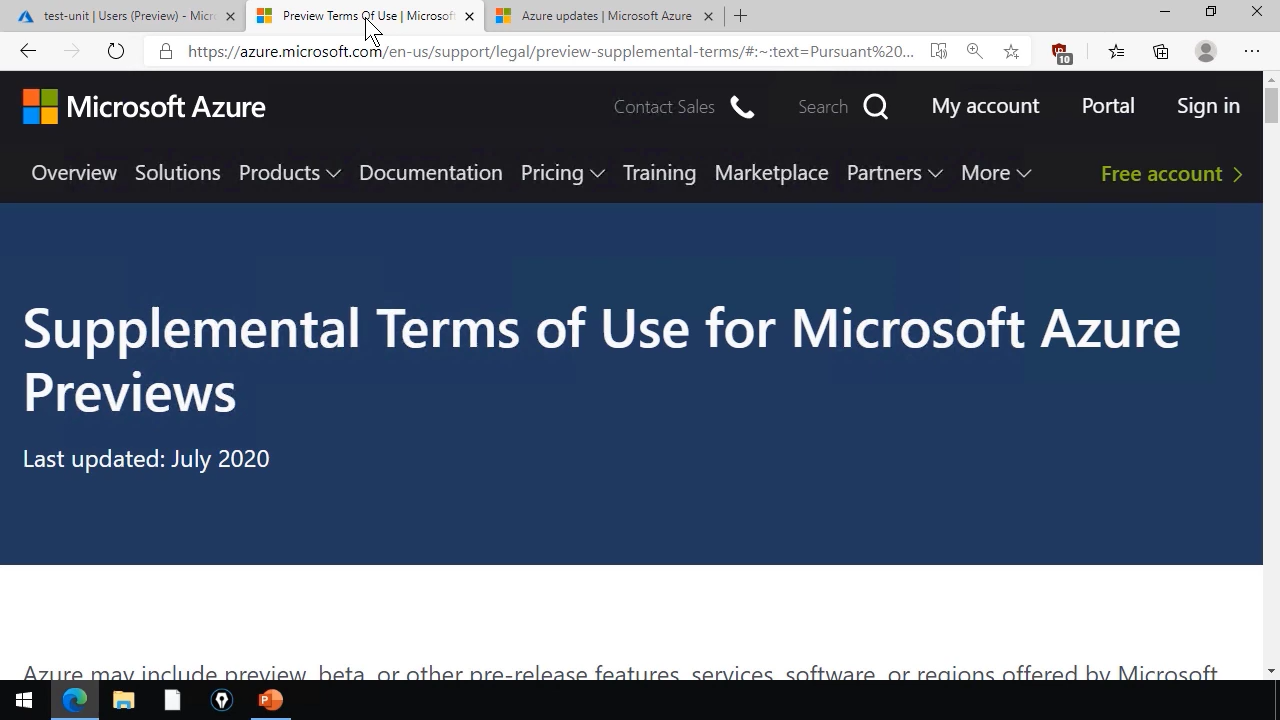 test-unit | Users (Preview) - Micr
Preview Terms Of Use | Microsof
Azure updates | Microsoft Azure
https://azure.microsoft.com/en-us/support/legal/preview-supplemental-terms/#:~:text=Pursuant%20...
10
Microsoft Azure
Contact Sales
Search
My account
Portal
Sign in
Overview Solutions Products Documentation Pricing Training Marketplace Partners More
Free account
Supplemental Terms of Use for Microsoft Azure
Previews
Last updated: July 2020
Azure may include preview, beta, or other pre-release features, services, software, or regions offered by Microsoft